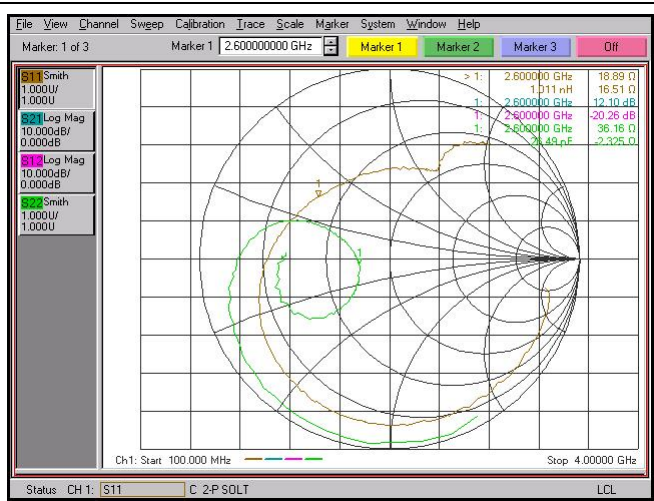 File View Channel Sweep Calibration Trace Scale Marker System Window Help
Marker: 1 of 3 Marker 1 2.600000000 GHz Marker 1 Marker 2 Marker 3 Off
S11 Smith
1.000U/
1.000U
S21 Log Mag
10.000dB/
0.000dB
S12 Log Mag
10.000dB/
0.000dB
S22 Smith
1.000U/
1.000U
> 1: 2.600000 GHz 18.89 Ω
1.011 nH 16.51 Ω
1: 2.600000 GHz 12.10 dB
1: 2.600000 GHz -20.26 dB
1: 2.600000 GHz 36.16 Ω
26.49 pF -2.325 Ω
1
1
Ch1: Start 100.000 MHz Stop 4.00000 GHz
Status CH 1: S11 C 2-P SOLT LCL